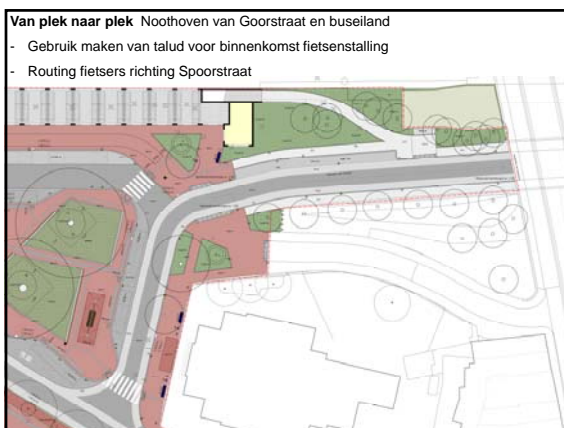 Van plek naar plek Noothoven van Goorstraat en buseiland
- Gebruik maken van talud voor binnenkomst fietsenstalling
- Routing fietsers richting Spoorstraat